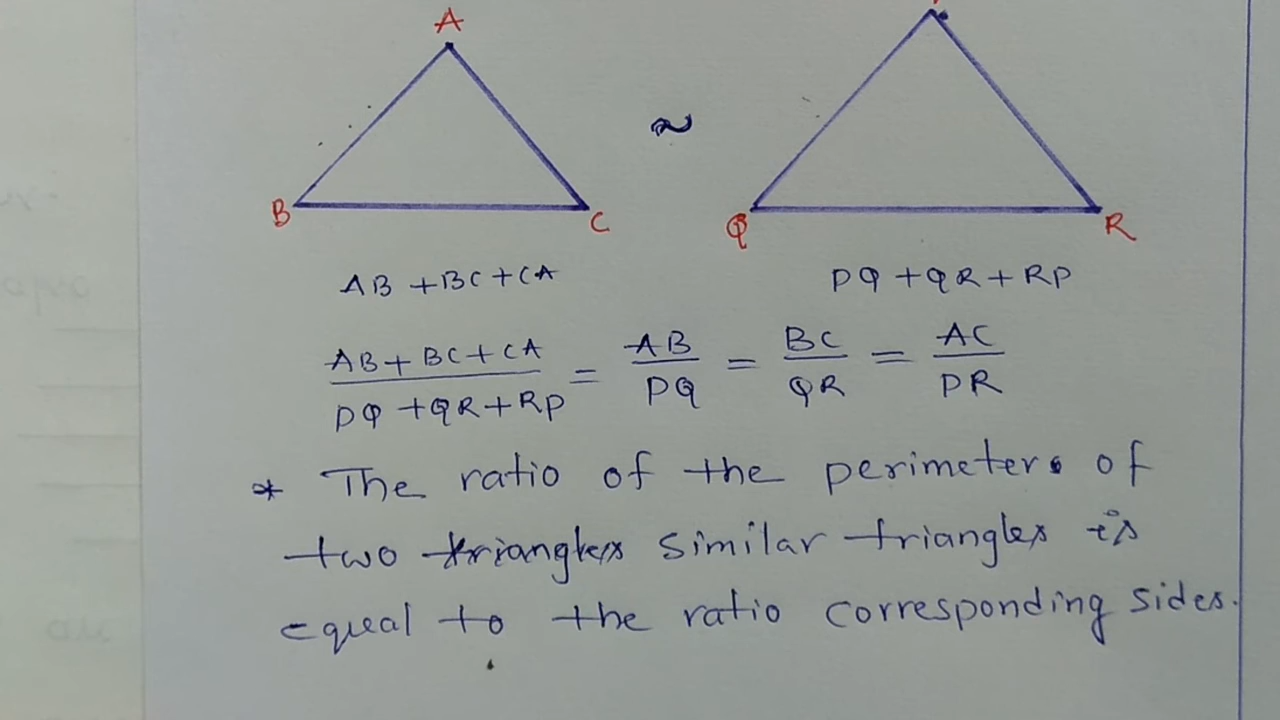 A
≈
B C Q R
AB + BC + CA PQ + QR + RP
AB + BC + CA / PQ + QR + RP = AB / PQ = BC / QR = AC / PR
* The ratio of the perimeters of
two triangles similar triangles is
equal to the ratio corresponding sides.